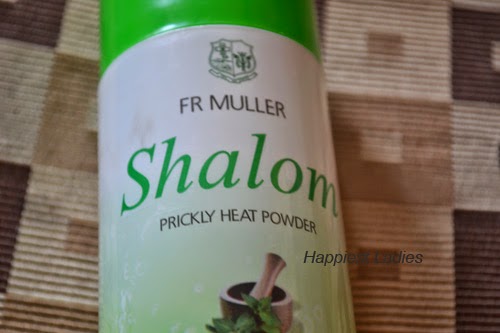 FR MULLER
Shalom
PRICKLY HEAT POWDER
Happiest Ladies